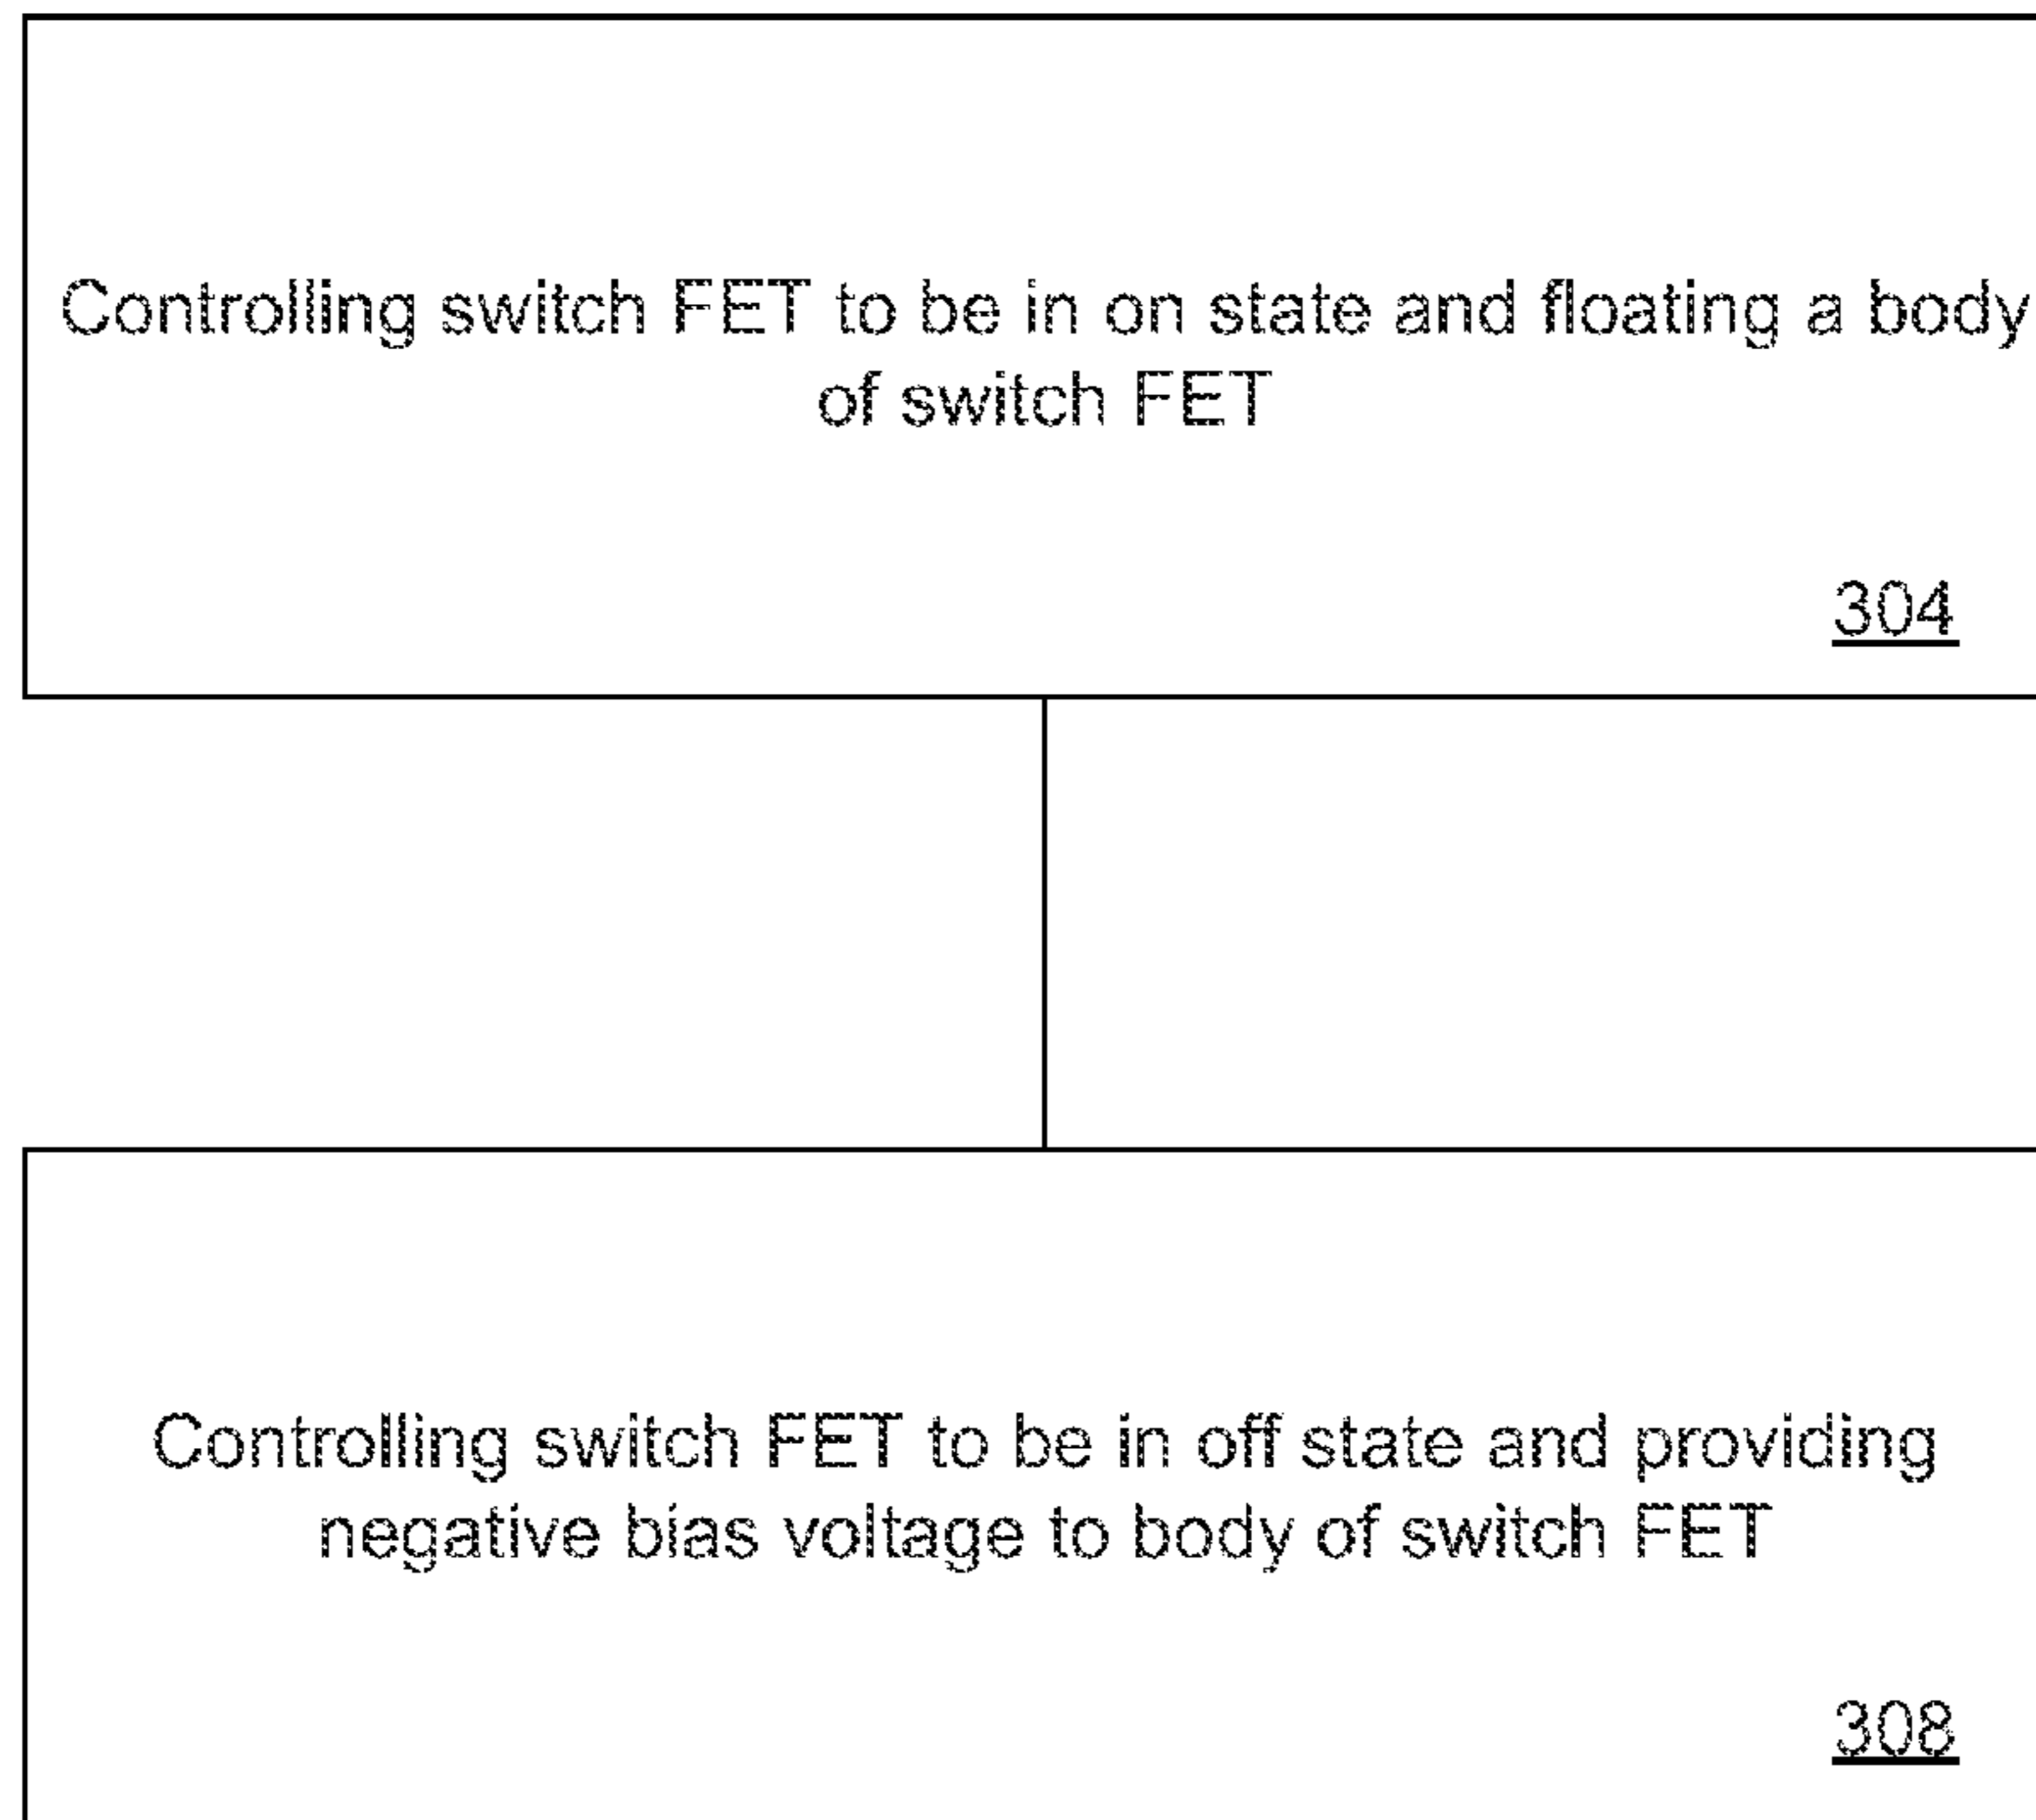 Controlling switch FET to be in on state and floating a body
of switch FET
304
Controlling switch FET to be in off state and providing
negative bias voltage to body of switch FET
308